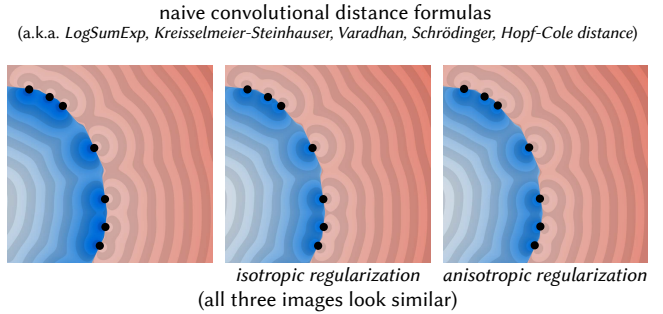 naive convolutional distance formulas
(a.k.a. LogSumExp, Kreisselmeier-Steinhauser, Varadhan, Schrödinger, Hopf-Cole distance)
isotropic regularization
anisotropic regularization
(all three images look similar)